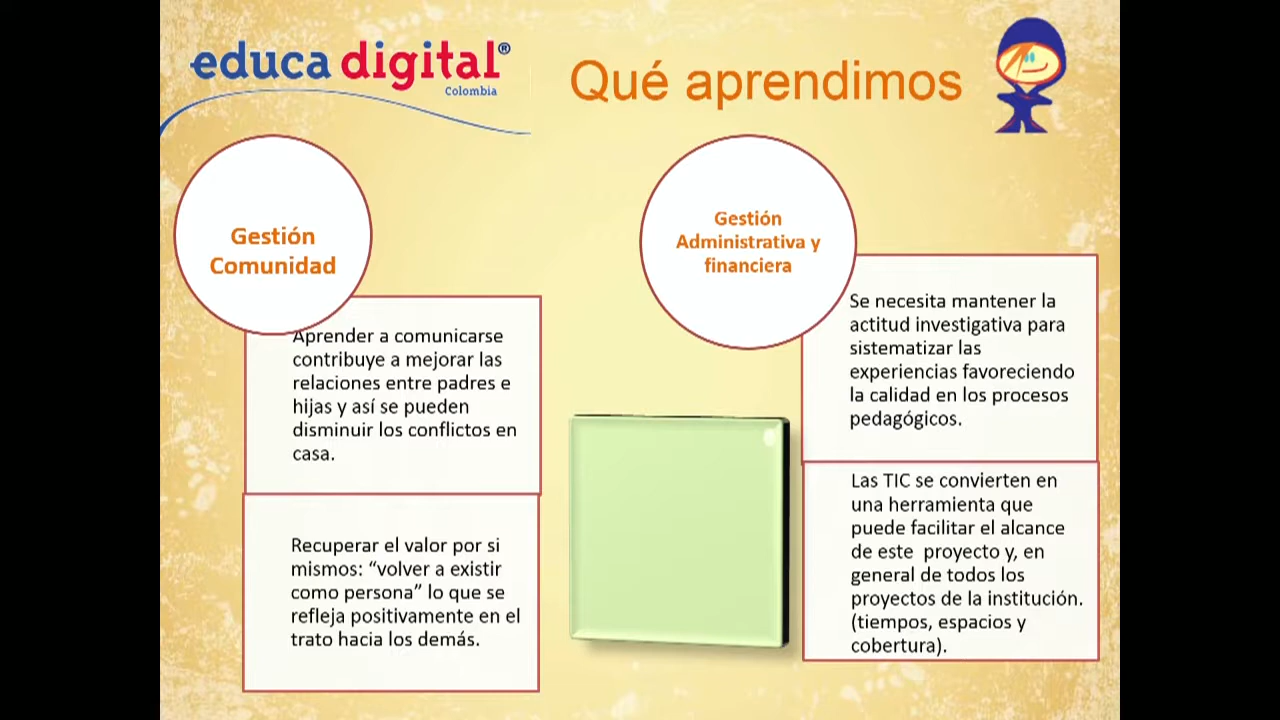 educa digital®
Colombia
Qué aprendimos
Gestión
Comunidad
Aprender a comunicarse
contribuye a mejorar las
relaciones entre padres e
hijas y así se pueden
disminuir los conflictos en
casa.
Recuperar el valor por si
mismos: “volver a existir
como persona” lo que se
refleja positivamente en el
trato hacia los demás.
Gestión
Administrativa y
financiera
Se necesita mantener la
actitud investigativa para
sistematizar las
experiencias favoreciendo
la calidad en los procesos
pedagógicos.
Las TIC se convierten en
una herramienta que
puede facilitar el alcance
de este  proyecto y, en
general de todos los
proyectos de la institución.
(tiempos, espacios y
cobertura).